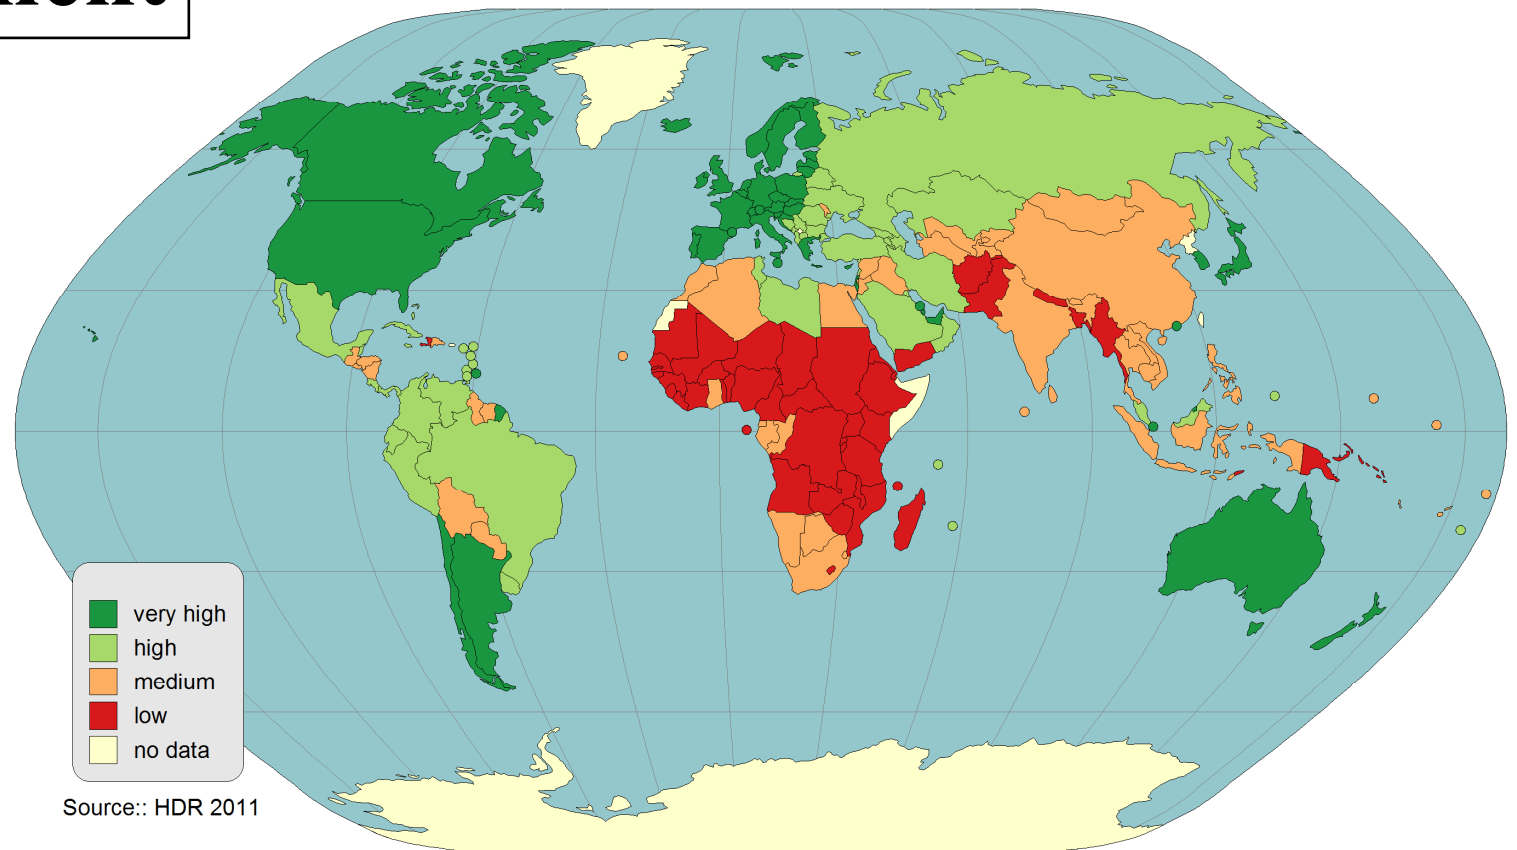 very high
high
medium
low
no data
Source:: HDR 2011